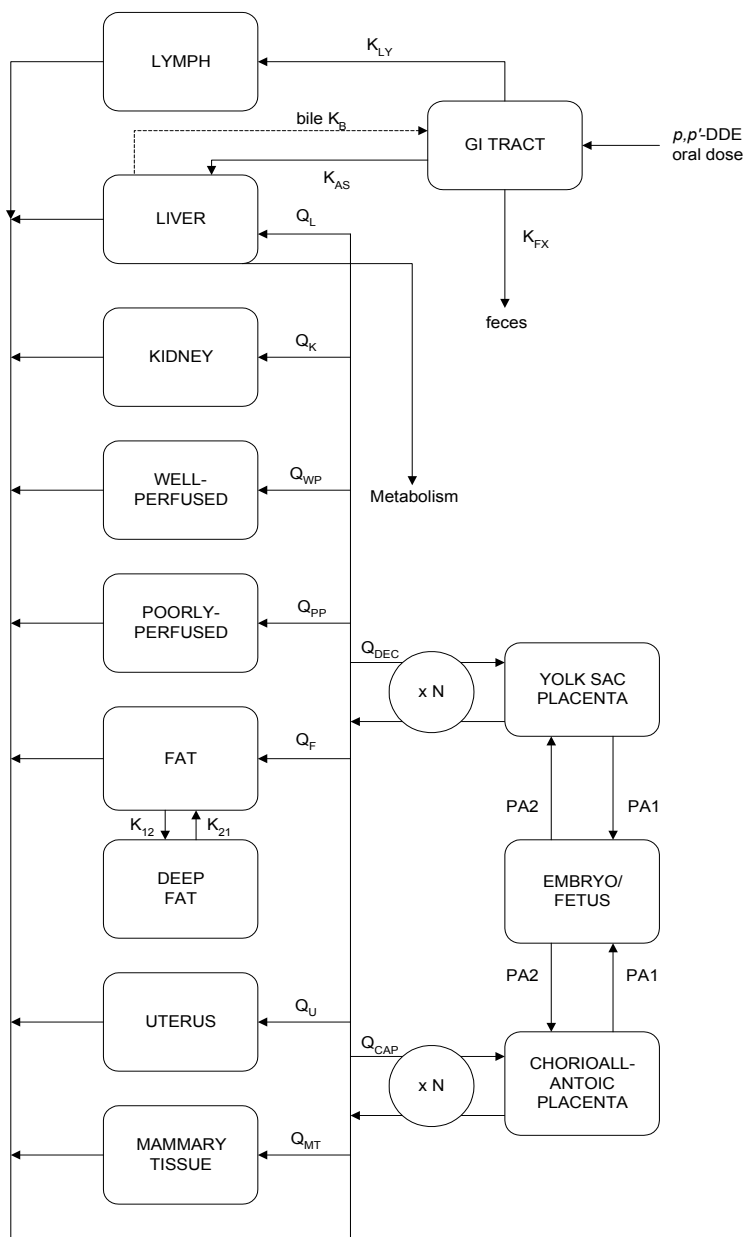 K_LY
LYMPH
bile K_B
GI TRACT
p,p'-DDE
oral dose
K_AS
LIVER
Q_L
K_FX
feces
Q_K
KIDNEY
WELL-
PERFUSED
Q_WP
Metabolism
POORLY-
PERFUSED
Q_PP
Q_DEC
x N
YOLK SAC
PLACENTA
FAT
Q_F
PA2
PA1
K_12
K_21
DEEP
FAT
EMBRYO/
FETUS
PA2
PA1
UTERUS
Q_U
Q_CAP
x N
CHORIOALL-
ANTOIC
PLACENTA
MAMMARY
TISSUE
Q_MT